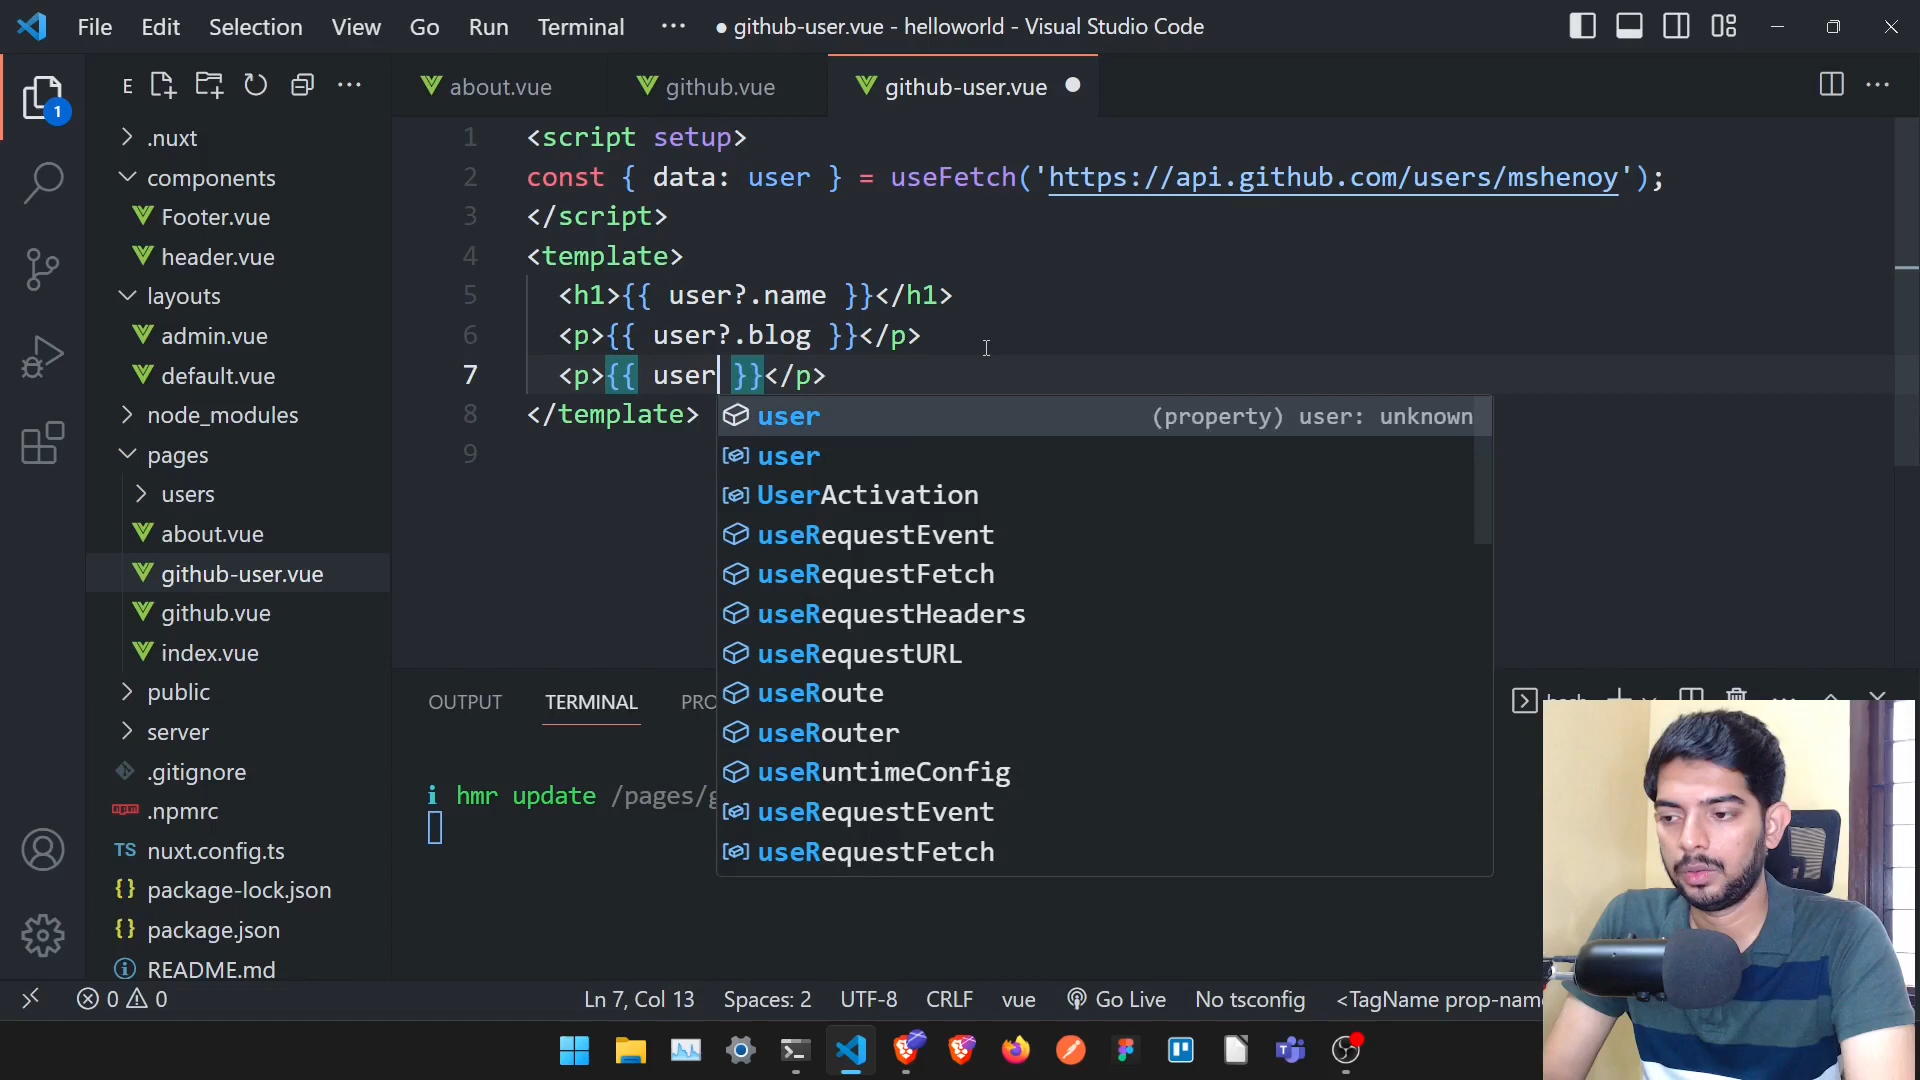 File Edit Selection View Go Run Terminal ··· ● github-user.vue - helloworld - Visual Studio Code
E
about.vue github.vue github-user.vue
1
.nuxt
components
Footer.vue
header.vue
layouts
admin.vue
default.vue
node_modules
pages
users
about.vue
github-user.vue
github.vue
index.vue
public
server
.gitignore
.npmrc
TS nuxt.config.ts
{} package-lock.json
{} package.json
README.md
1 <script setup>
2 const { data: user } = useFetch('https://api.github.com/users/mshenoy');
3 </script>
4 <template>
5 <h1>{{ user?.name }}</h1>
6 <p>{{ user?.blog }}</p>
7 <p>{{ user }}</p>
8 </template>
9
user (property) user: unknown
user
UserActivation
useRequestEvent
useRequestFetch
useRequestHeaders
useRequestURL
useRoute
useRouter
useRuntimeConfig
useRequestEvent
useRequestFetch
OUTPUT TERMINAL PRO
i hmr update /pages/g
0 0 Ln 7, Col 13 Spaces: 2 UTF-8 CRLF vue Go Live No tsconfig <TagName prop-nam